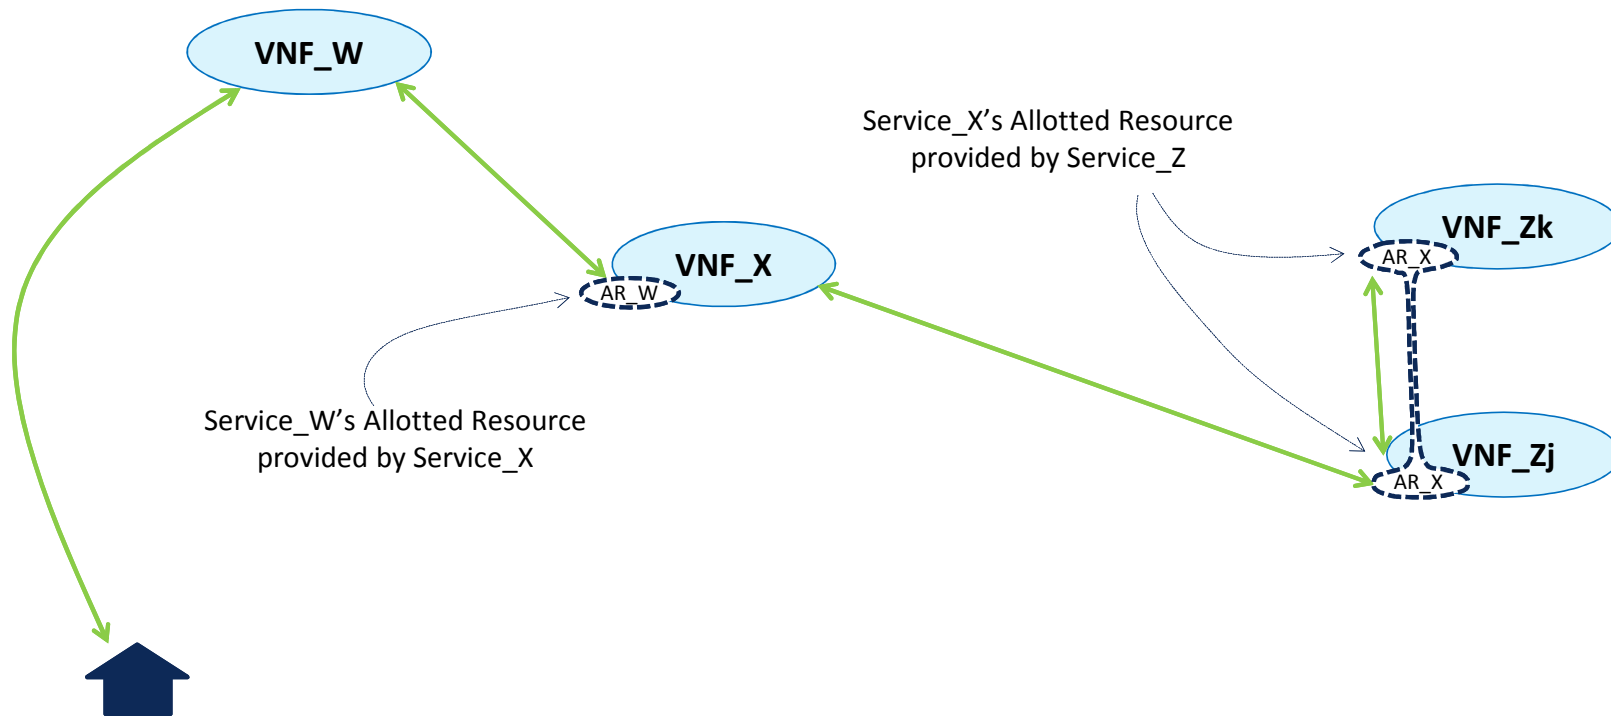 VNF_W
Service_X’s Allotted Resource
provided by Service_Z
VNF_Zk
AR_X
VNF_X
AR_W
Service_W’s Allotted Resource
provided by Service_X
VNF_Zj
AR_X